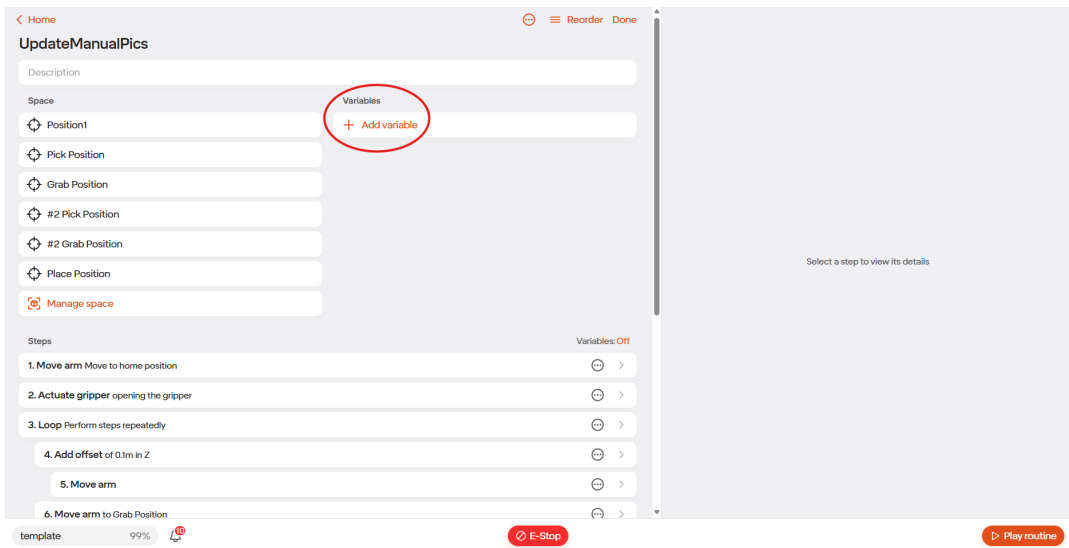 Home
Reorder Done
UpdateManualPics
Description
Space
Variables
Position1
+ Add variable
Pick Position
Grab Position
#2 Pick Position
#2 Grab Position
Place Position
Manage space
Select a step to view its details
Steps
Variables: Off
1. Move arm Move to home position
2. Actuate gripper opening the gripper
3. Loop Perform steps repeatedly
4. Add offset of 0.1m in Z
5. Move arm
6. Move arm to Grab Position
template 99% 10
E-Stop
Play routine